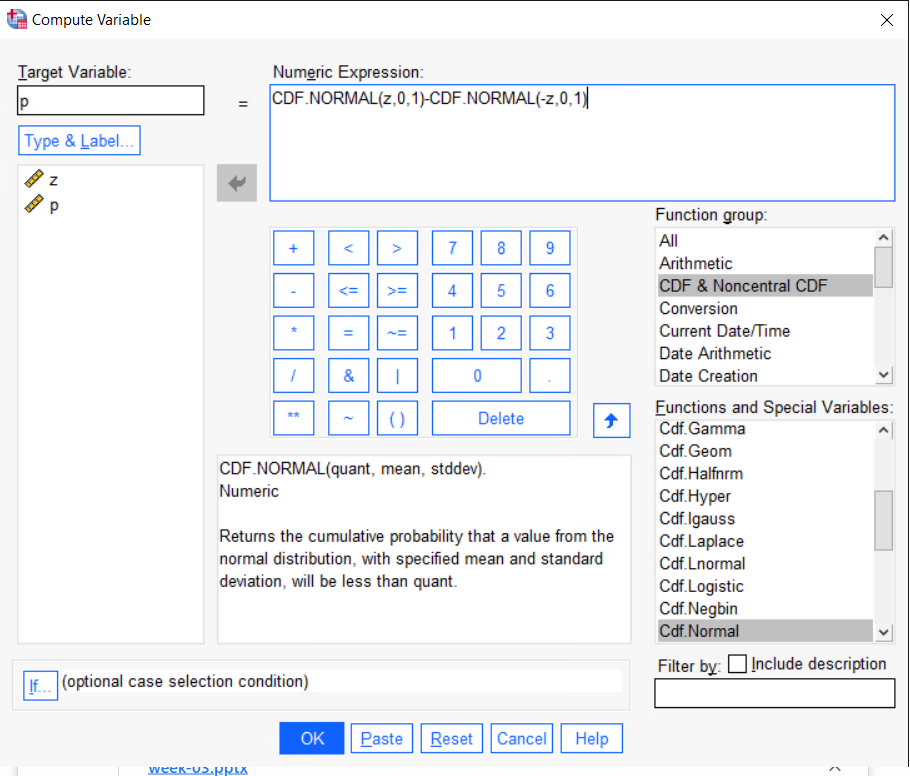 Compute Variable
Target Variable:
p
=
Numeric Expression:
CDF.NORMAL(z,0,1)-CDF.NORMAL(-z,0,1)
Type & Label...
z
p
+ < > 7 8 9
- <= >= 4 5 6
* = ~= 1 2 3
/ & | 0 .
** ~ ( ) Delete
Function group:
All
Arithmetic
CDF & Noncentral CDF
Conversion
Current Date/Time
Date Arithmetic
Date Creation
Functions and Special Variables:
Cdf.Gamma
Cdf.Geom
Cdf.Halfnrm
Cdf.Hyper
Cdf.Igauss
Cdf.Laplace
Cdf.Lnormal
Cdf.Logistic
Cdf.Negbin
Cdf.Normal
CDF.NORMAL(quant, mean, stddev).
Numeric
Returns the cumulative probability that a value from the
normal distribution, with specified mean and standard
deviation, will be less than quant.
If... (optional case selection condition)
Filter by: Include description
OK Paste Reset Cancel Help
week-03.pptx